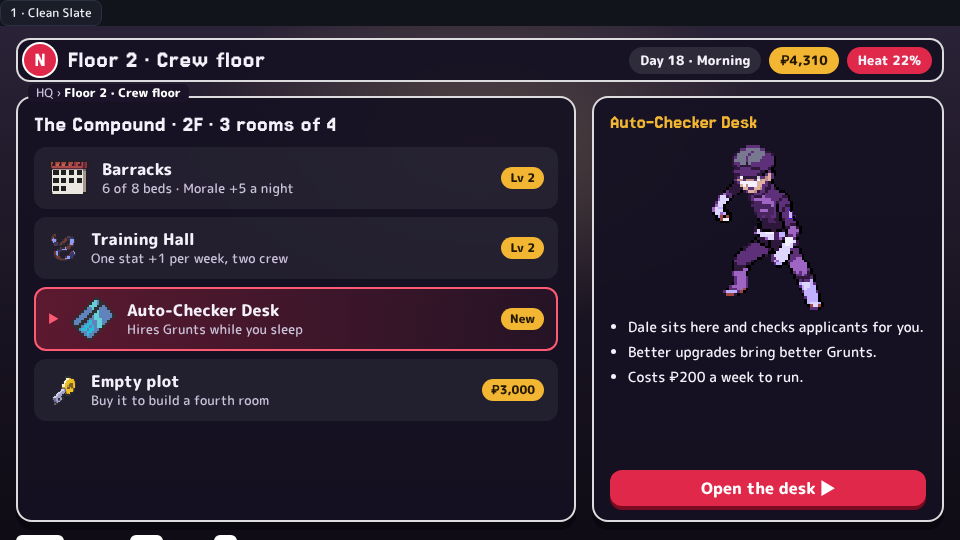 1 · Clean Slate
N
Floor 2 · Crew floor
Day 18 · Morning
₽4,310
Heat 22%
HQ › Floor 2 · Crew floor
The Compound · 2F · 3 rooms of 4
Barracks
6 of 8 beds · Morale +5 a night
Lv 2
Training Hall
One stat +1 per week, two crew
Lv 2
Auto-Checker Desk
Hires Grunts while you sleep
New
Empty plot
Buy it to build a fourth room
₽3,000
Auto-Checker Desk
• Dale sits here and checks applicants for you.
• Better upgrades bring better Grunts.
• Costs ₽200 a week to run.
Open the desk ▶